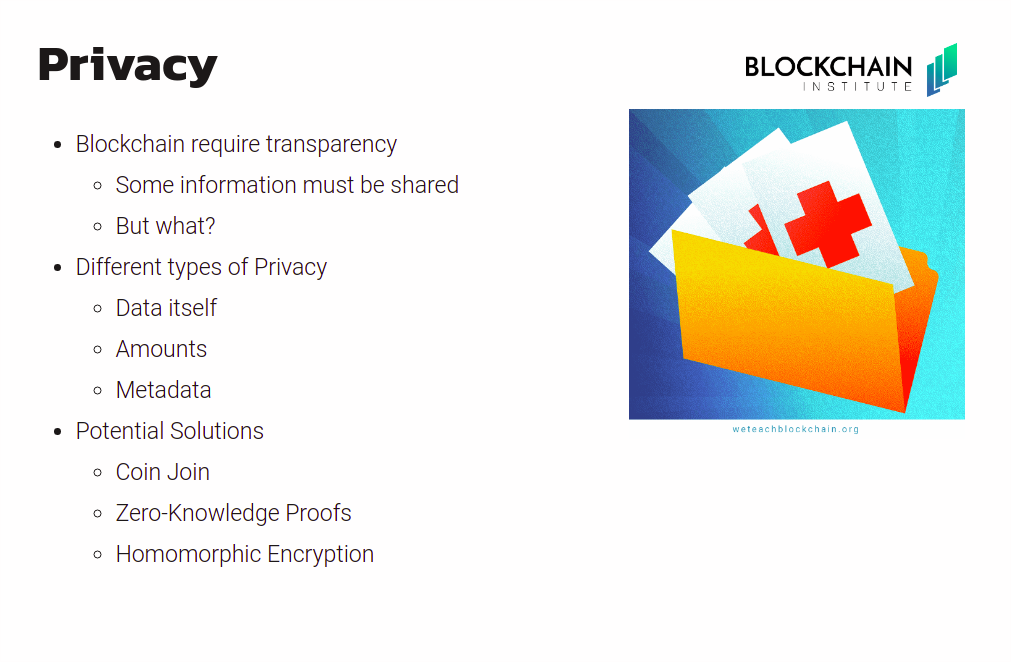 Privacy
BLOCKCHAIN
INSTITUTE
Blockchain require transparency
Some information must be shared
But what?
Different types of Privacy
Data itself
Amounts
Metadata
Potential Solutions
Coin Join
Zero-Knowledge Proofs
Homomorphic Encryption
weteachblockchain.org